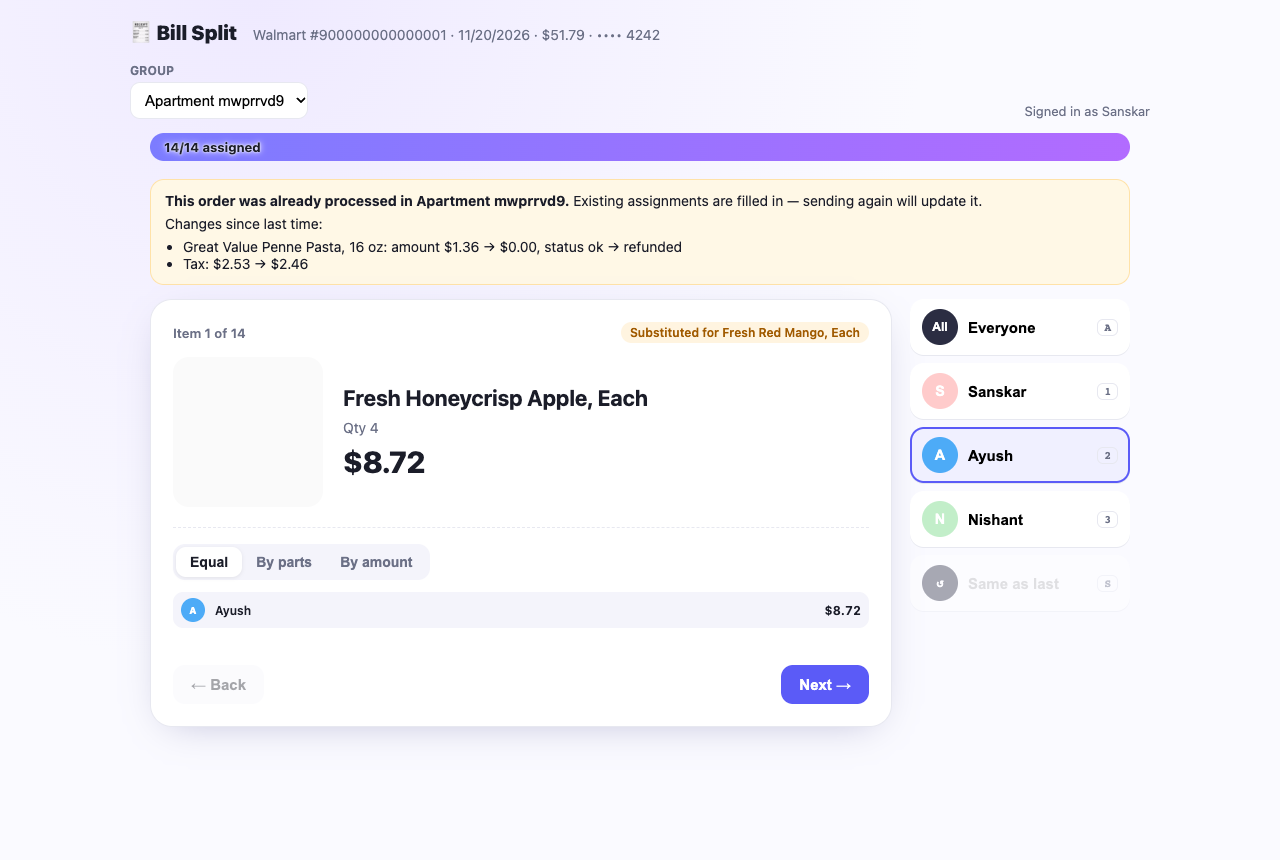 Bill Split
Walmart #900000000000001 · 11/20/2026 · $51.79 · •••• 4242
GROUP
Apartment mwprrvd9
Signed in as Sanskar
14/14 assigned
This order was already processed in Apartment mwprrvd9. Existing assignments are filled in — sending again will update it.
Changes since last time:
• Great Value Penne Pasta, 16 oz: amount $1.36 → $0.00, status ok → refunded
• Tax: $2.53 → $2.46
Item 1 of 14
Substituted for Fresh Red Mango, Each
Fresh Honeycrisp Apple, Each
Qty 4
$8.72
Equal By parts By amount
A Ayush $8.72
← Back
Next →
All Everyone A
S Sanskar 1
A Ayush 2
N Nishant 3
↺ Same as last S